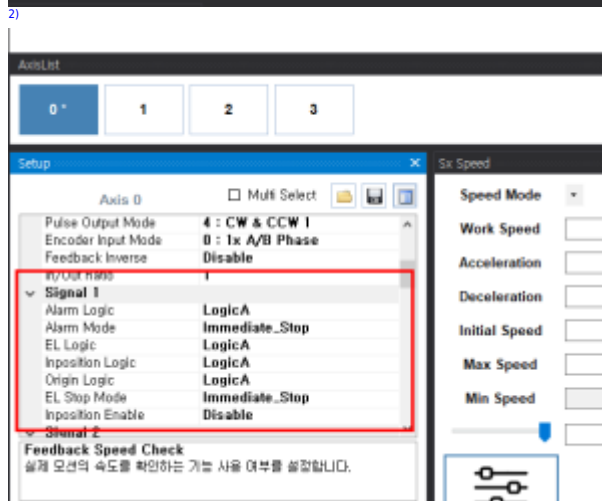 2)
AxisList
0 *
1
2
3
Setup
Axis 0
Multi Select
Pulse Output Mode 4 : CW & CCW 1
Encoder Input Mode 0 : 1x A/B Phase
Feedback Inverse Disable
In/Out Ratio 1
Signal 1
Alarm Logic LogicA
Alarm Mode Immediate_Stop
EL Logic LogicA
Inposition Logic LogicA
Origin Logic LogicA
EL Stop Mode Immediate_Stop
Inposition Enable Disable
Signal 2
Feedback Speed Check
실제 모션의 속도를 확인하는 기능 사용 여부를 설정합니다.
Sx Speed
Speed Mode
Work Speed
Acceleration
Deceleration
Initial Speed
Max Speed
Min Speed